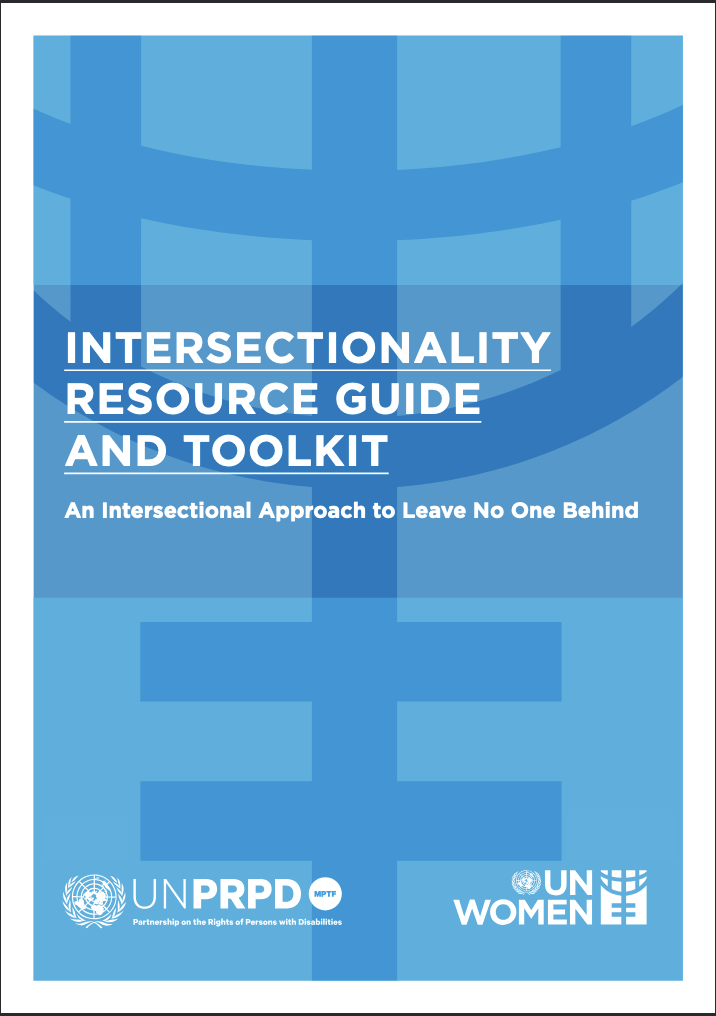 INTERSECTIONALITY
RESOURCE GUIDE
AND TOOLKIT
An Intersectional Approach to Leave No One Behind
UNPRPD MPTF
Partnership on the Rights of Persons with Disabilities
UN
WOMEN